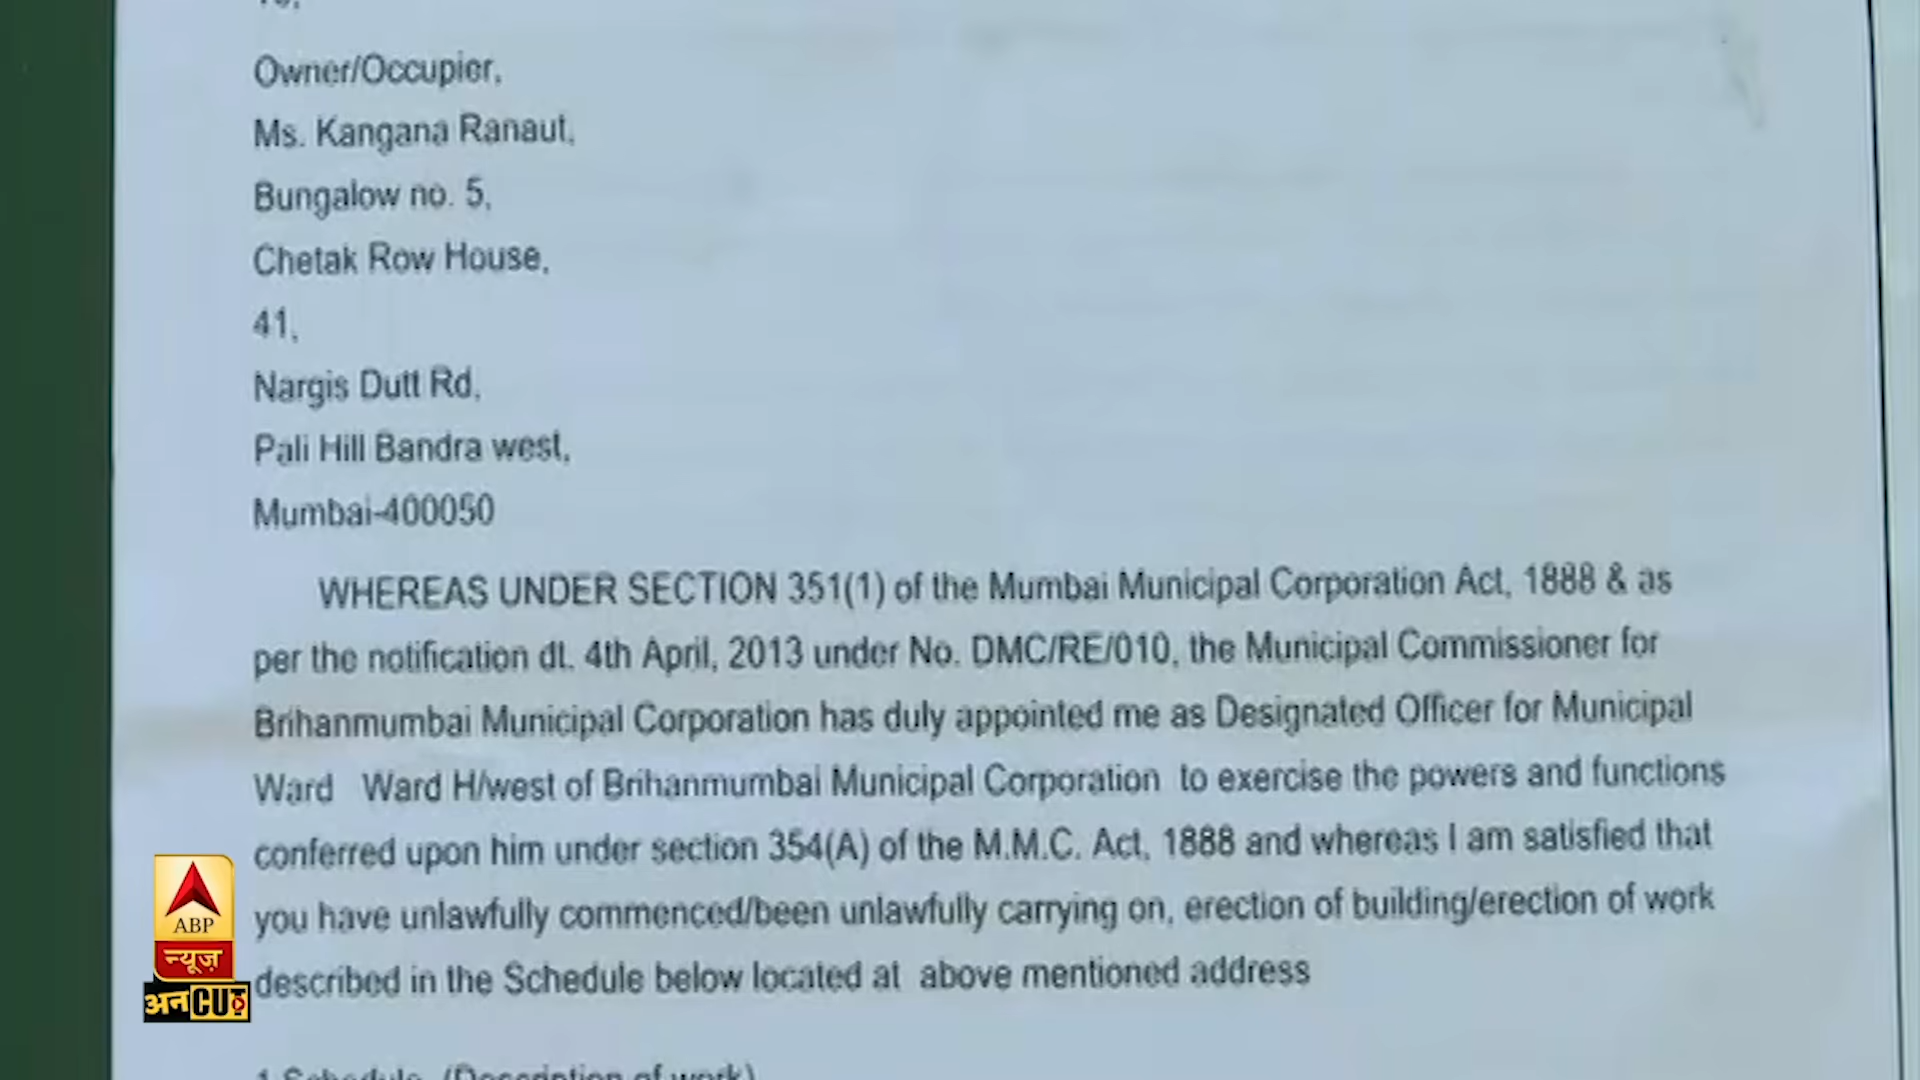 Owner/Occupier,
Ms. Kangana Ranaut,
Bungalow no. 5,
Chetak Row House,
41,
Nargis Dutt Rd,
Pali Hill Bandra west,
Mumbai-400050
WHEREAS UNDER SECTION 351(1) of the Mumbai Municipal Corporation Act, 1888 & as
per the notification dt. 4th April, 2013 under No. DMC/RE/010, the Municipal Commissioner for
Brihanmumbai Municipal Corporation has duly appointed me as Designated Officer for Municipal
Ward Ward H/west of Brihanmumbai Municipal Corporation to exercise the powers and functions
conferred upon him under section 354(A) of the M.M.C. Act, 1888 and whereas I am satisfied that
you have unlawfully commenced/been unlawfully carrying on, erection of building/erection of work
described in the Schedule below located at above mentioned address
1 Schedule (Description of work)
ABP
न्यूज़
अनCUT